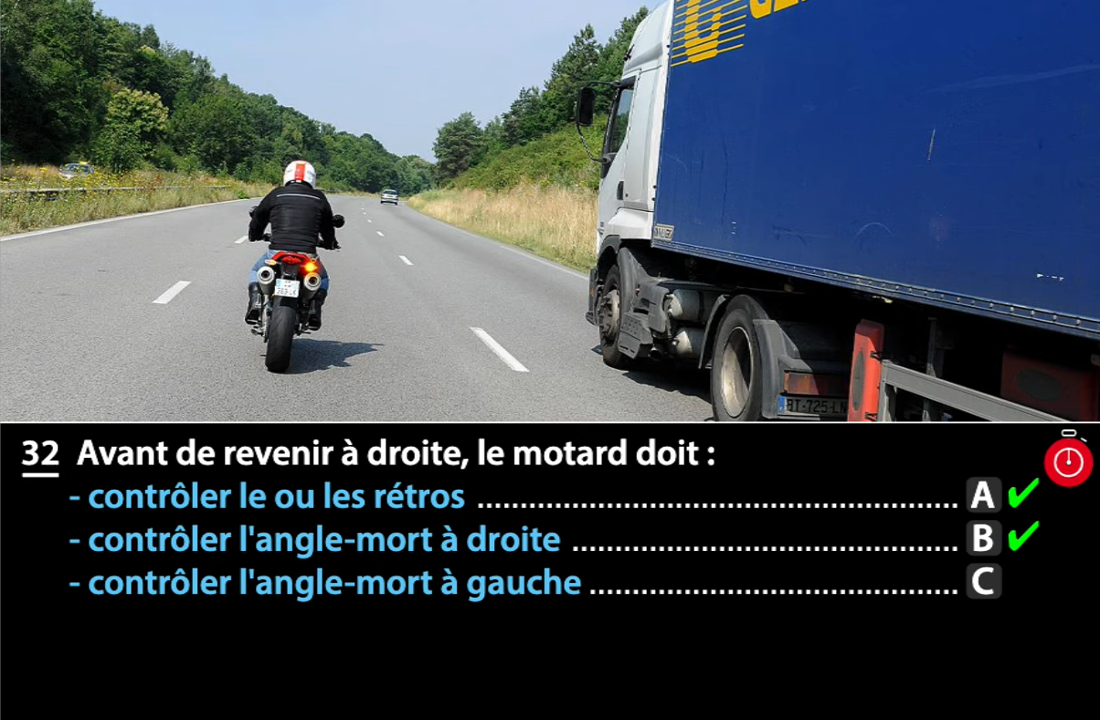 32 Avant de revenir à droite, le motard doit :
- contrôler le ou les rétros ........................................................ A ✓
- contrôler l'angle-mort à droite ............................................. B ✓
- contrôler l'angle-mort à gauche ........................................... C